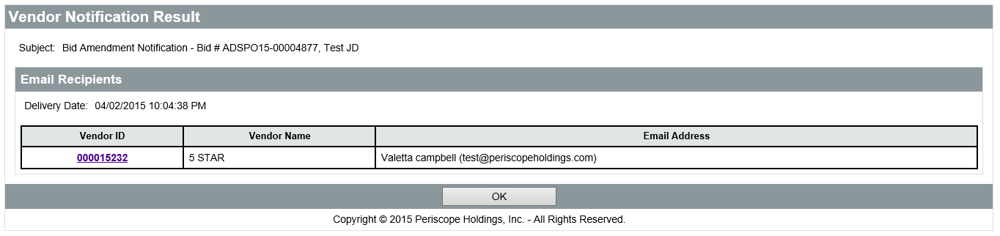 Vendor Notification Result
Subject: Bid Amendment Notification - Bid # ADSPO15-00004877, Test JD
Email Recipients
Delivery Date: 04/02/2015 10:04:38 PM
Vendor ID Vendor Name Email Address
000015232 5 STAR Valetta campbell (test@periscopeholdings.com)
OK
Copyright © 2015 Periscope Holdings, Inc. - All Rights Reserved.